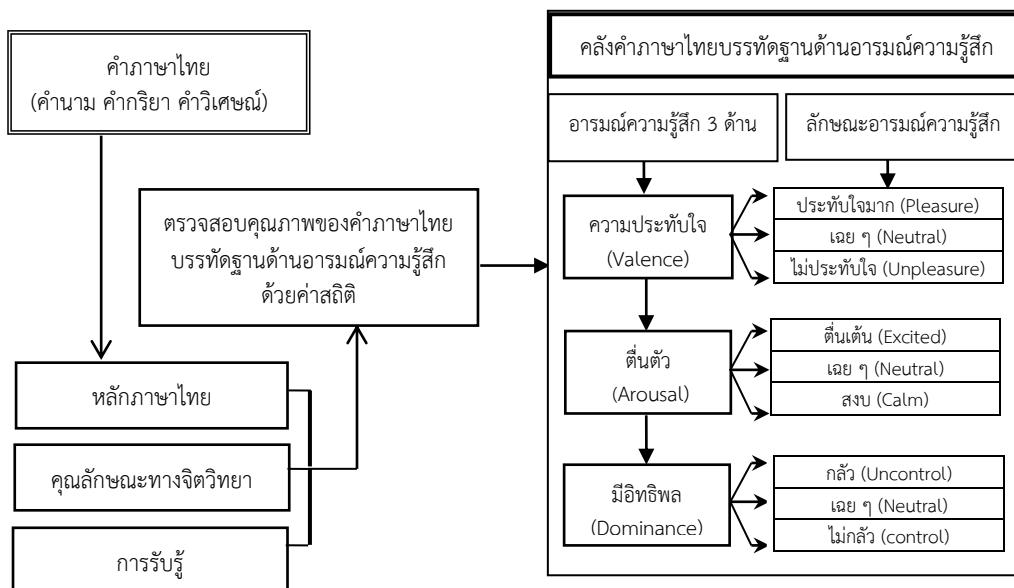 คำภาษาไทย
(คำนาม คำกริยา คำวิเศษณ์)
ตรวจสอบคุณภาพของคำภาษาไทย
บรรทัดฐานด้านอารมณ์ความรู้สึก
ด้วยค่าสถิติ
หลักภาษาไทย
คุณลักษณะทางจิตวิทยา
การรับรู้
คลังคำภาษาไทยบรรทัดฐานด้านอารมณ์ความรู้สึก
อารมณ์ความรู้สึก 3 ด้าน
ลักษณะอารมณ์ความรู้สึก
ความประทับใจ
(Valence)
ประทับใจมาก (Pleasure)
เฉย ๆ (Neutral)
ไม่ประทับใจ (Unpleasure)
ตื่นตัว
(Arousal)
ตื่นเต้น (Excited)
เฉย ๆ (Neutral)
สงบ (Calm)
มีอิทธิพล
(Dominance)
กลัว (Uncontrol)
เฉย ๆ (Neutral)
ไม่กลัว (control)